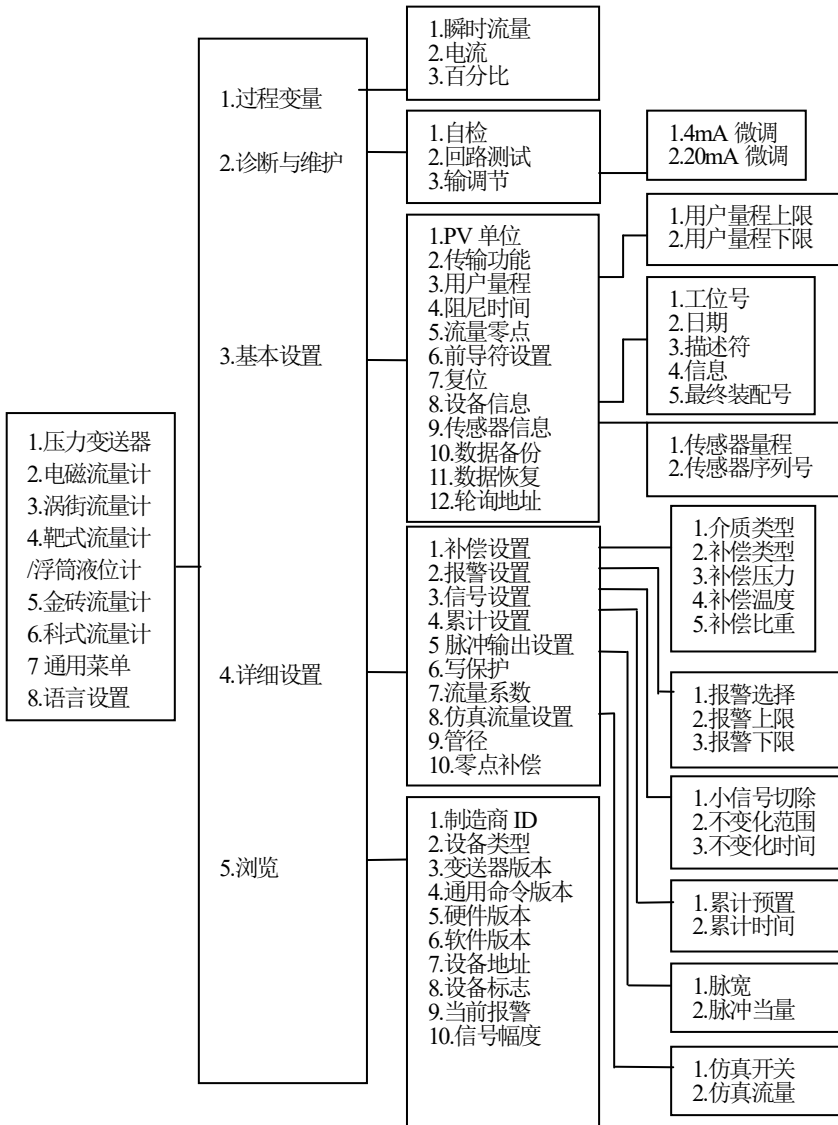 1.压力变送器
2.电磁流量计
3.涡街流量计
4.靶式流量计
/浮筒液位计
5.金砖流量计
6.科式流量计
7 通用菜单
8.语言设置
1.过程变量
2.诊断与维护
3.基本设置
4.详细设置
5.浏览
1.瞬时流量
2.电流
3.百分比
1.自检
2.回路测试
3.输调节
1.4mA 微调
2.20mA 微调
1.PV 单位
2.传输功能
3.用户量程
4.阻尼时间
5.流量零点
6.前导符设置
7.复位
8.设备信息
9.传感器信息
10.数据备份
11.数据恢复
12.轮询地址
1.用户量程上限
2.用户量程下限
1.工位号
2.日期
3.描述符
4.信息
5.最终装配号
1.传感器量程
2.传感器序列号
1.补偿设置
2.报警设置
3.信号设置
4.累计设置
5 脉冲输出设置
6.写保护
7.流量系数
8.仿真流量设置
9.管径
10.零点补偿
1.介质类型
2.补偿类型
3.补偿压力
4.补偿温度
5.补偿比重
1.报警选择
2.报警上限
3.报警下限
1.小信号切除
2.不变化范围
3.不变化时间
1.累计预置
2.累计时间
1.脉宽
2.脉冲当量
1.仿真开关
2.仿真流量
1.制造商 ID
2.设备类型
3.变送器版本
4.通用命令版本
5.硬件版本
6.软件版本
7.设备地址
8.设备标志
9.当前报警
10.信号幅度